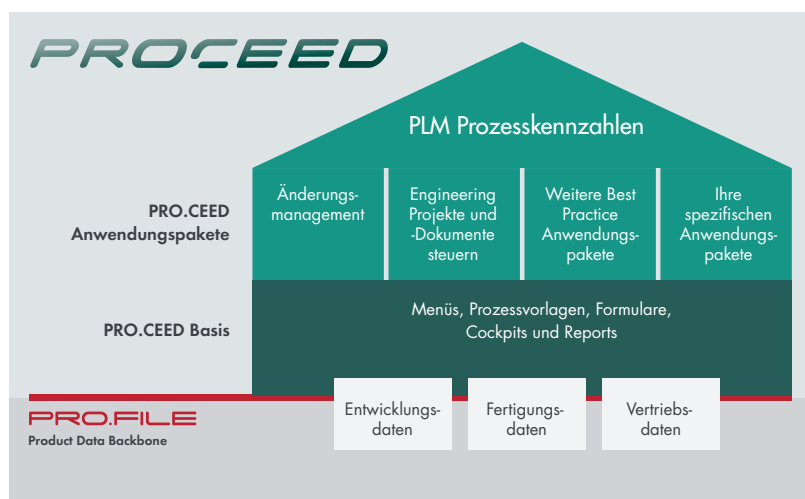 PROCEED
PLM Prozesskennzahlen
PRO.CEED
Anwendungspakete
Änderungs-
management
Engineering
Projekte und
-Dokumente
steuern
Weitere Best
Practice
Anwendungs-
pakete
Ihre
spezifischen
Anwendungs-
pakete
PRO.CEED Basis
Menüs, Prozessvorlagen, Formulare,
Cockpits und Reports
PRO.FILE
Product Data Backbone
Entwicklungs-
daten
Fertigungs-
daten
Vertriebs-
daten